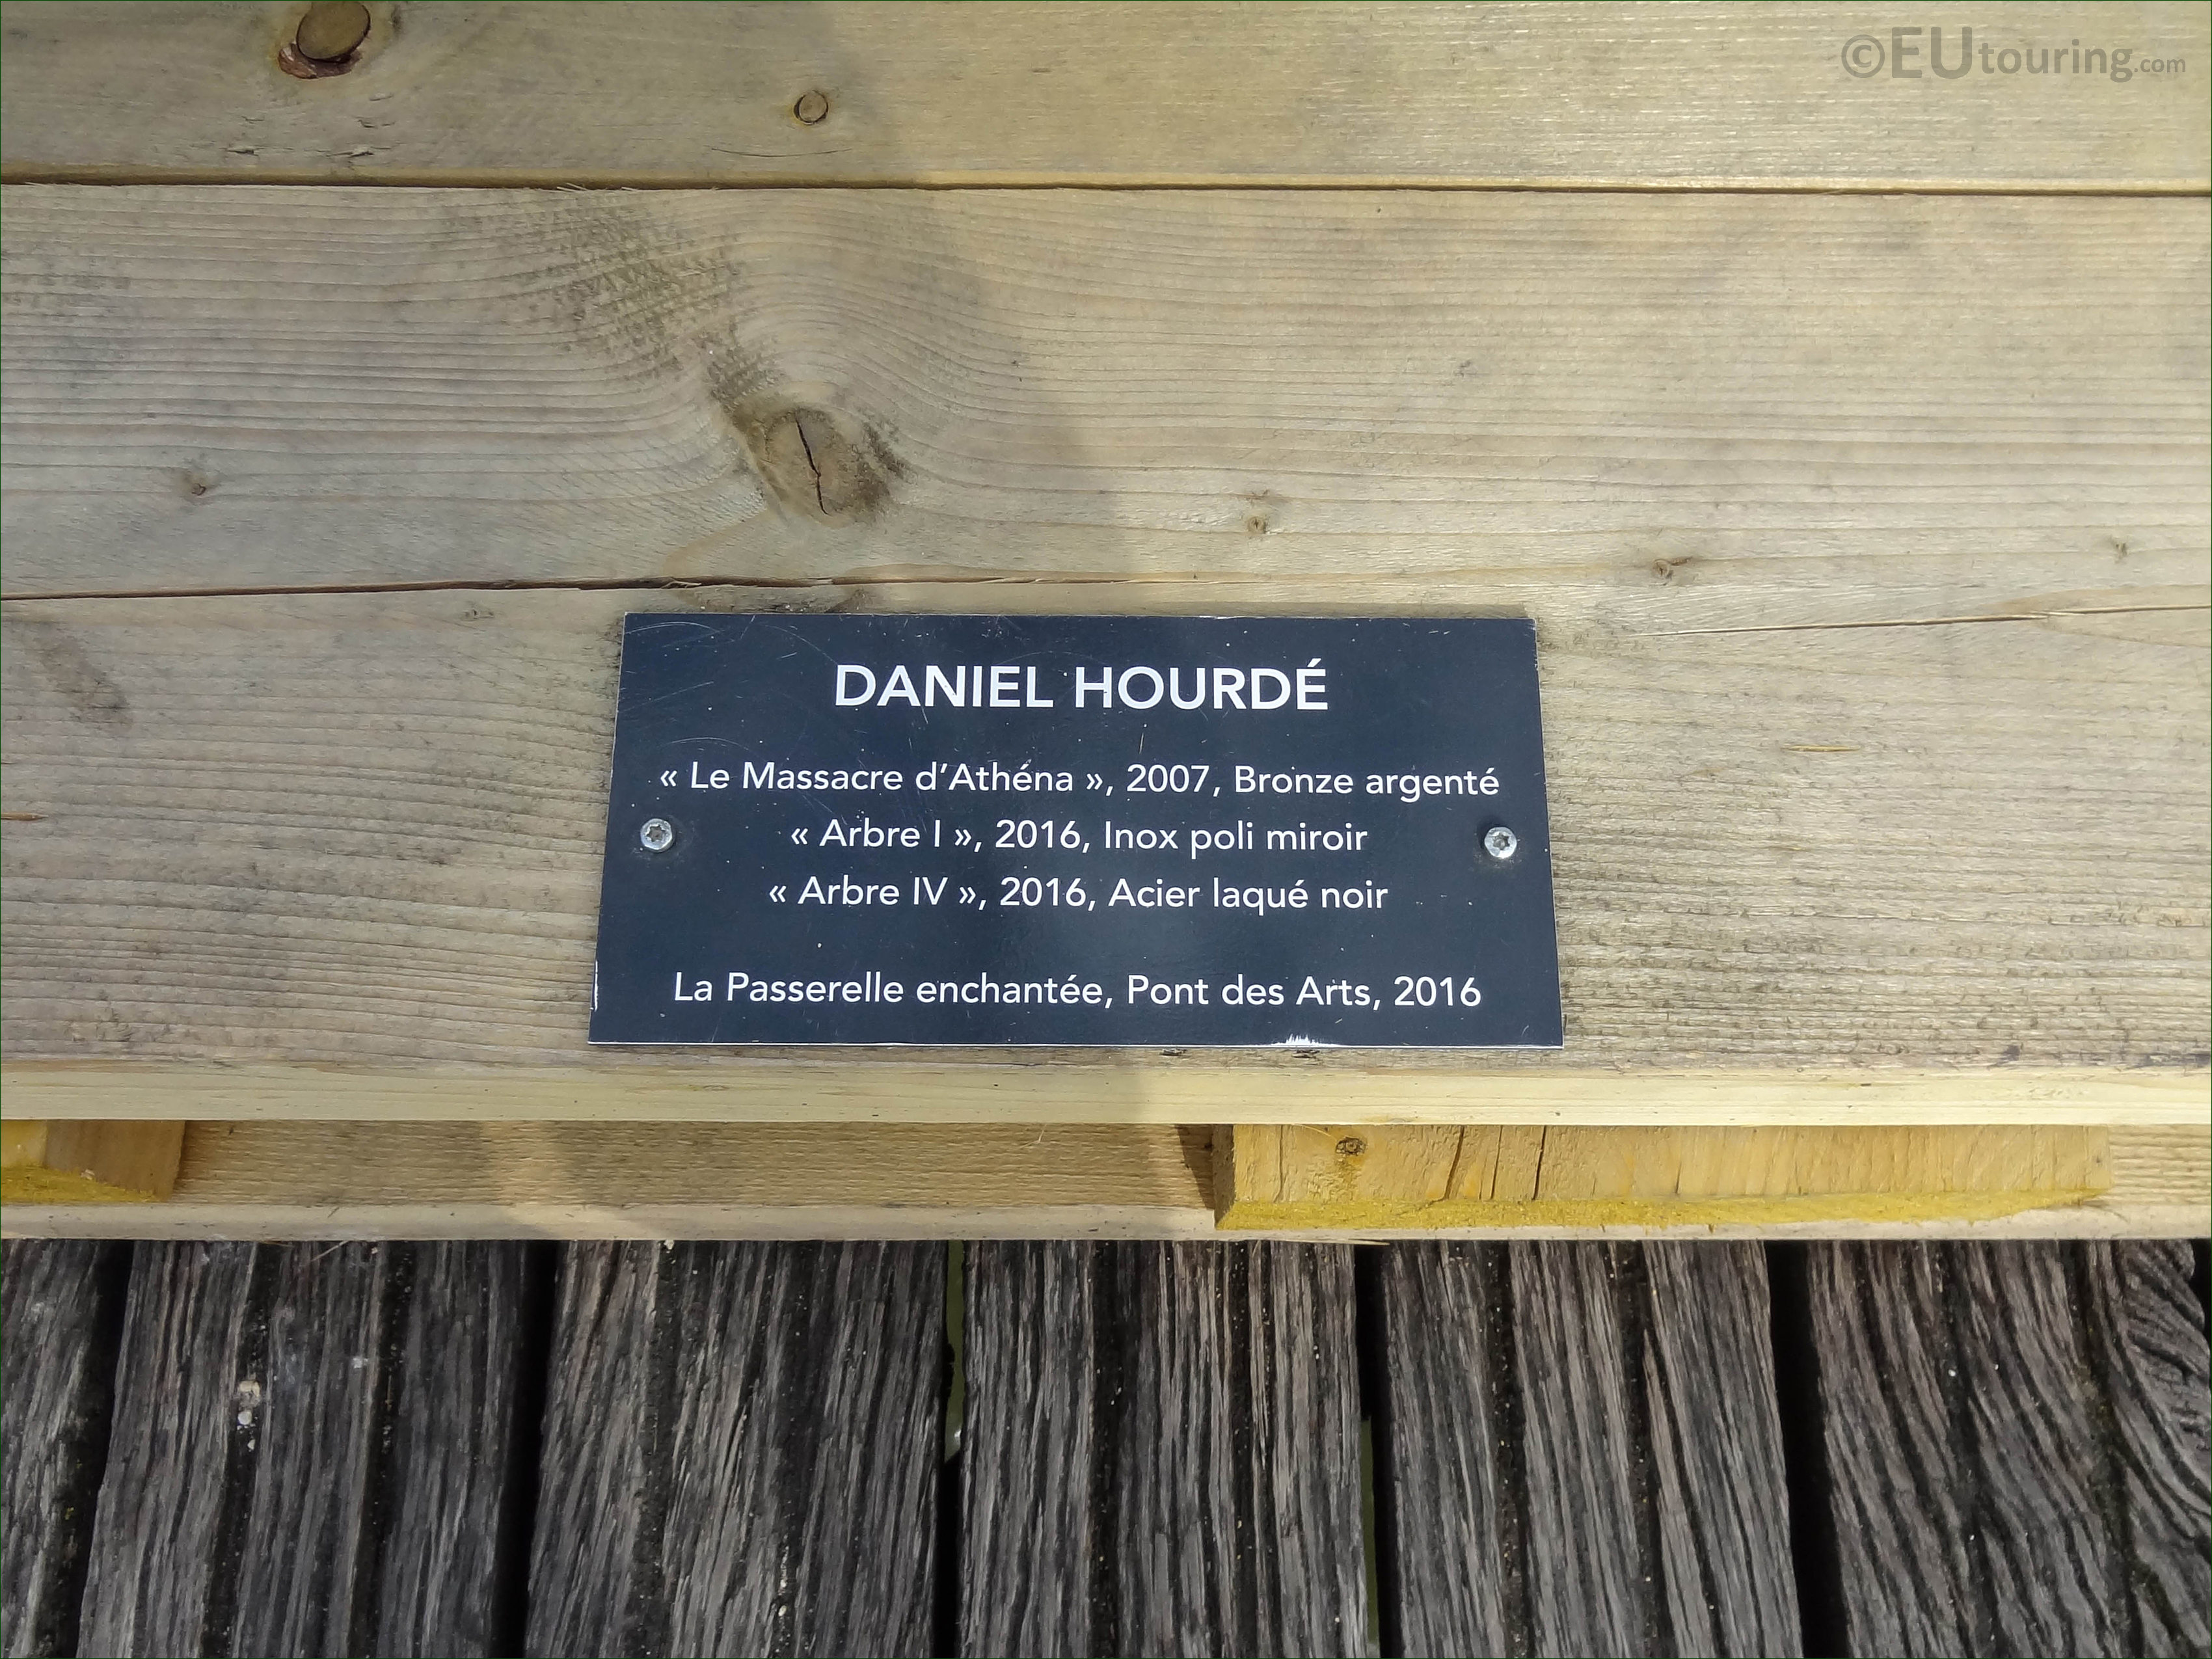 ©EUtouring.com
DANIEL HOURDÉ
« Le Massacre d’Athéna », 2007, Bronze argenté
« Arbre I », 2016, Inox poli miroir
« Arbre IV », 2016, Acier laqué noir
La Passerelle enchantée, Pont des Arts, 2016